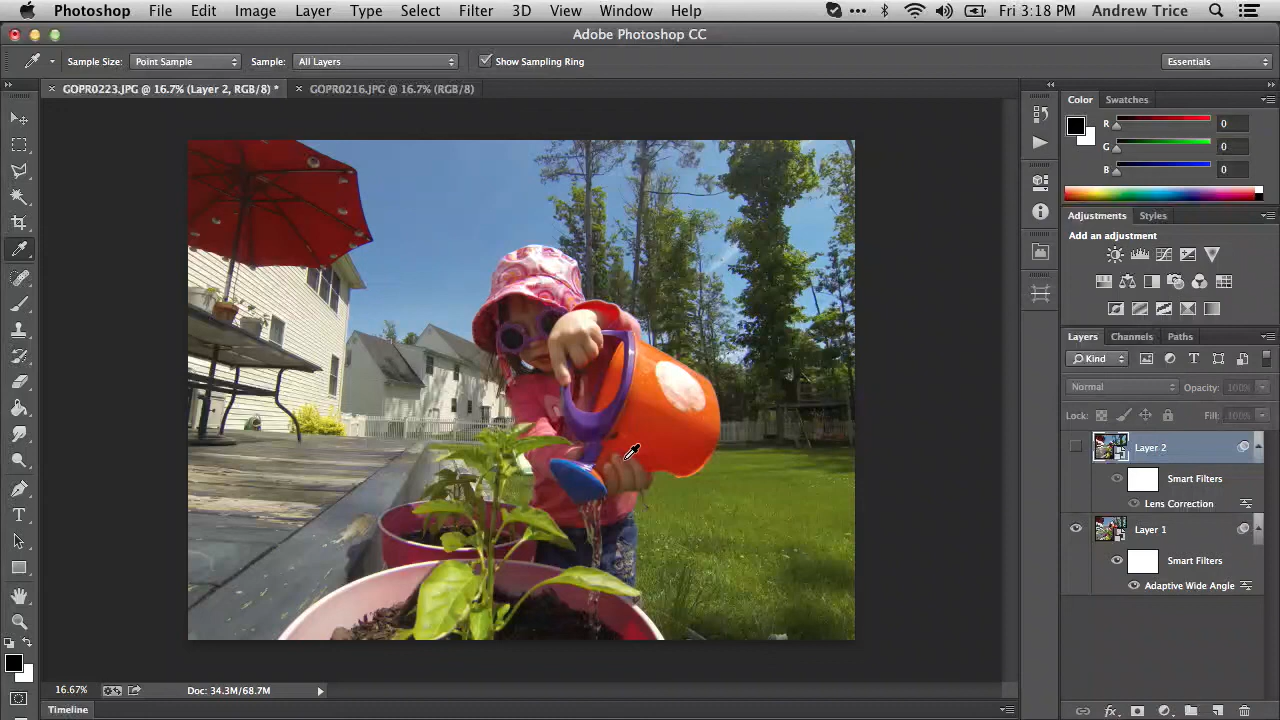 Photoshop File Edit Image Layer Type Select Filter 3D View Window Help Fri 3:18 PM Andrew Trice
Adobe Photoshop CC
Sample Size: Point Sample Sample: All Layers Show Sampling Ring Essentials
GOPR0223.JPG @ 16.7% (Layer 2, RGB/8) * GOPR0216.JPG @ 16.7% (RGB/8)
Color Swatches
R 0
G 0
B 0
Adjustments Styles
Add an adjustment
Layers Channels Paths
Kind
Normal Opacity: 100%
Lock: Fill: 100%
Layer 2
Smart Filters
Lens Correction
Layer 1
Smart Filters
Adaptive Wide Angle
16.67% Doc: 34.3M/68.7M
Timeline